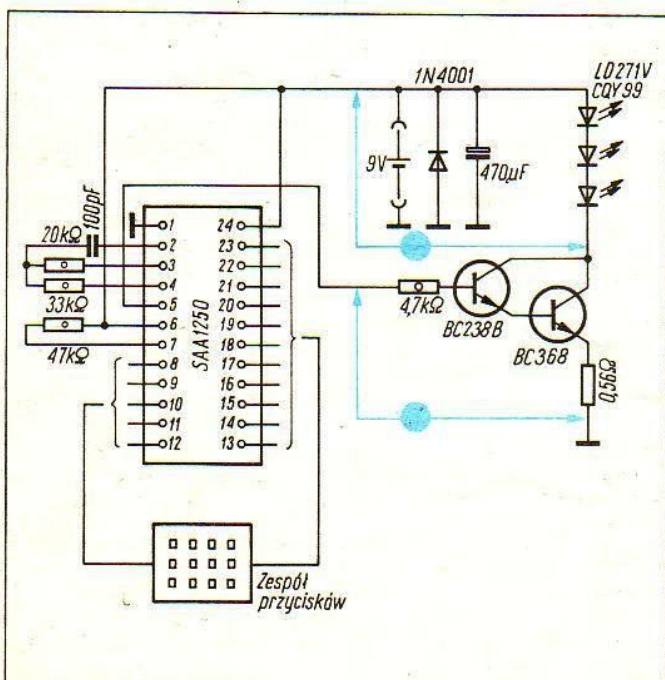 1N4001
LD271V
CQY99
9V
470µF
100pF
20kΩ
33kΩ
47kΩ
SAA1250
1
2
3
4
5
6
7
8
9
10
11
12
24
23
22
21
20
19
18
17
16
15
14
13
4,7kΩ
BC238B
BC368
0,56Ω
Zespół
przycisków